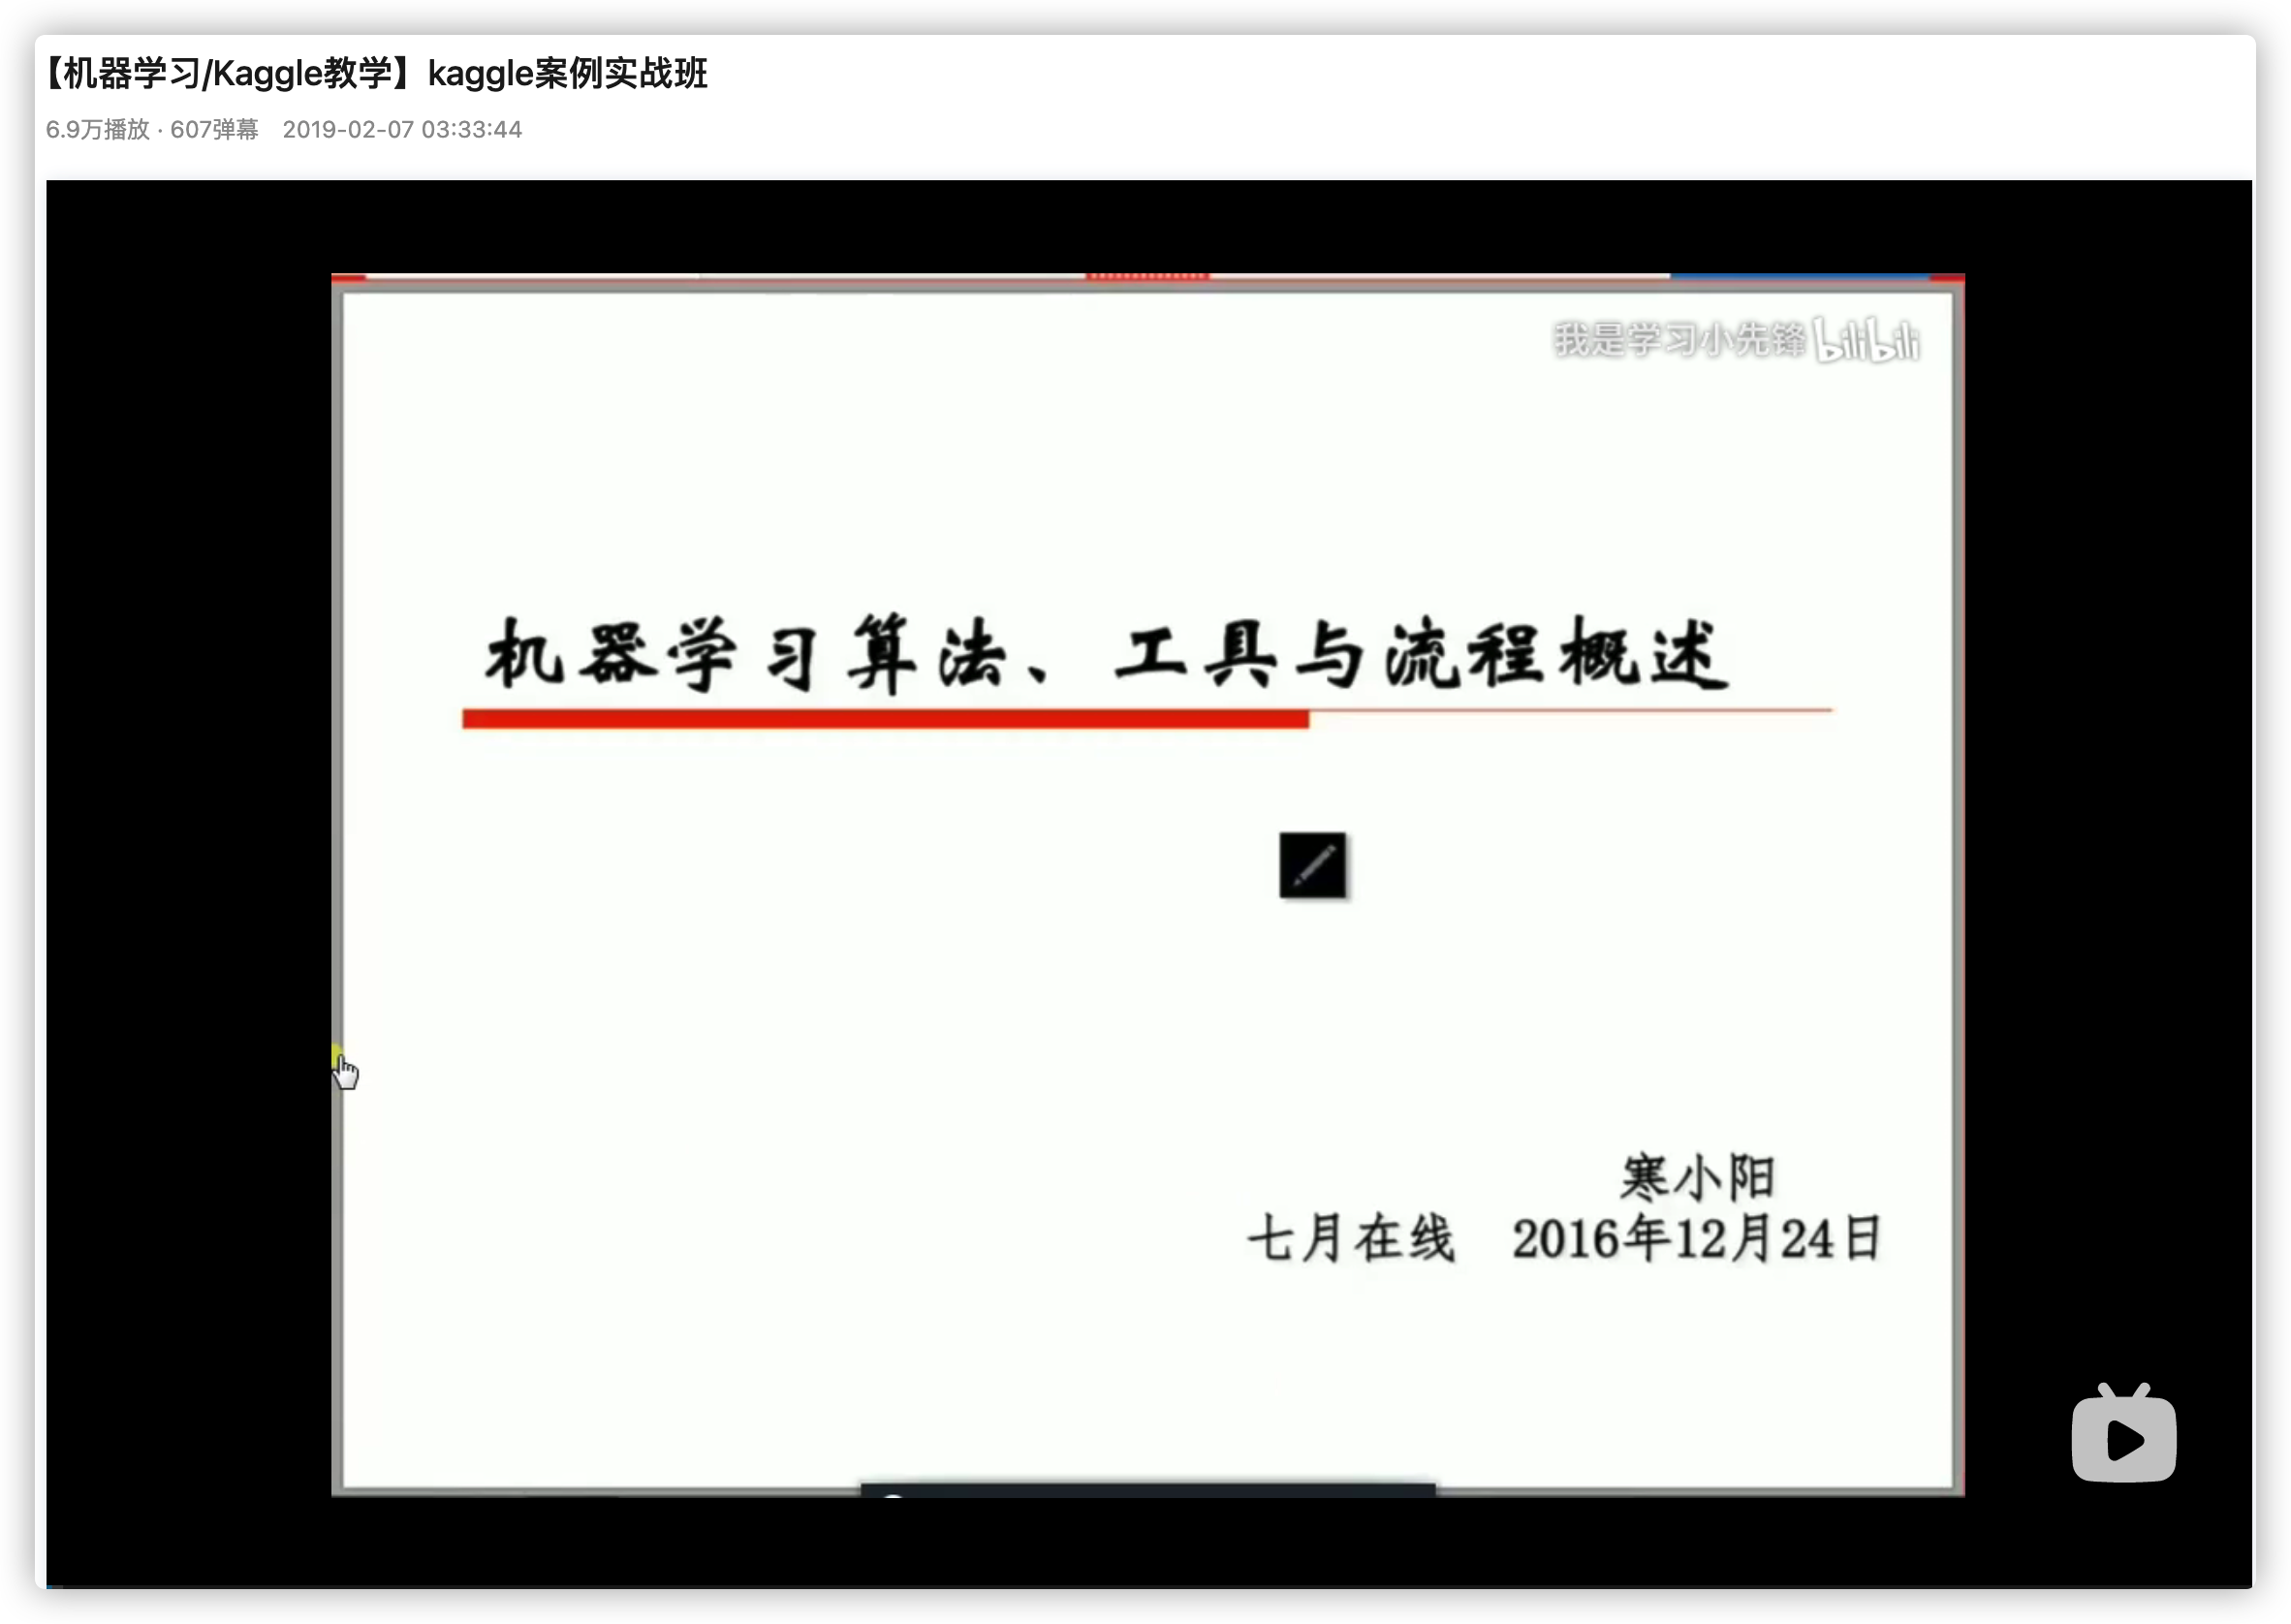 【机器学习/Kaggle教学】kaggle案例实战班
6.9万播放 · 607弹幕 2019-02-07 03:33:44
我是学习小先锋 bilibili
机器学习算法、工具与流程概述
寒小阳
七月在线 2016年12月24日